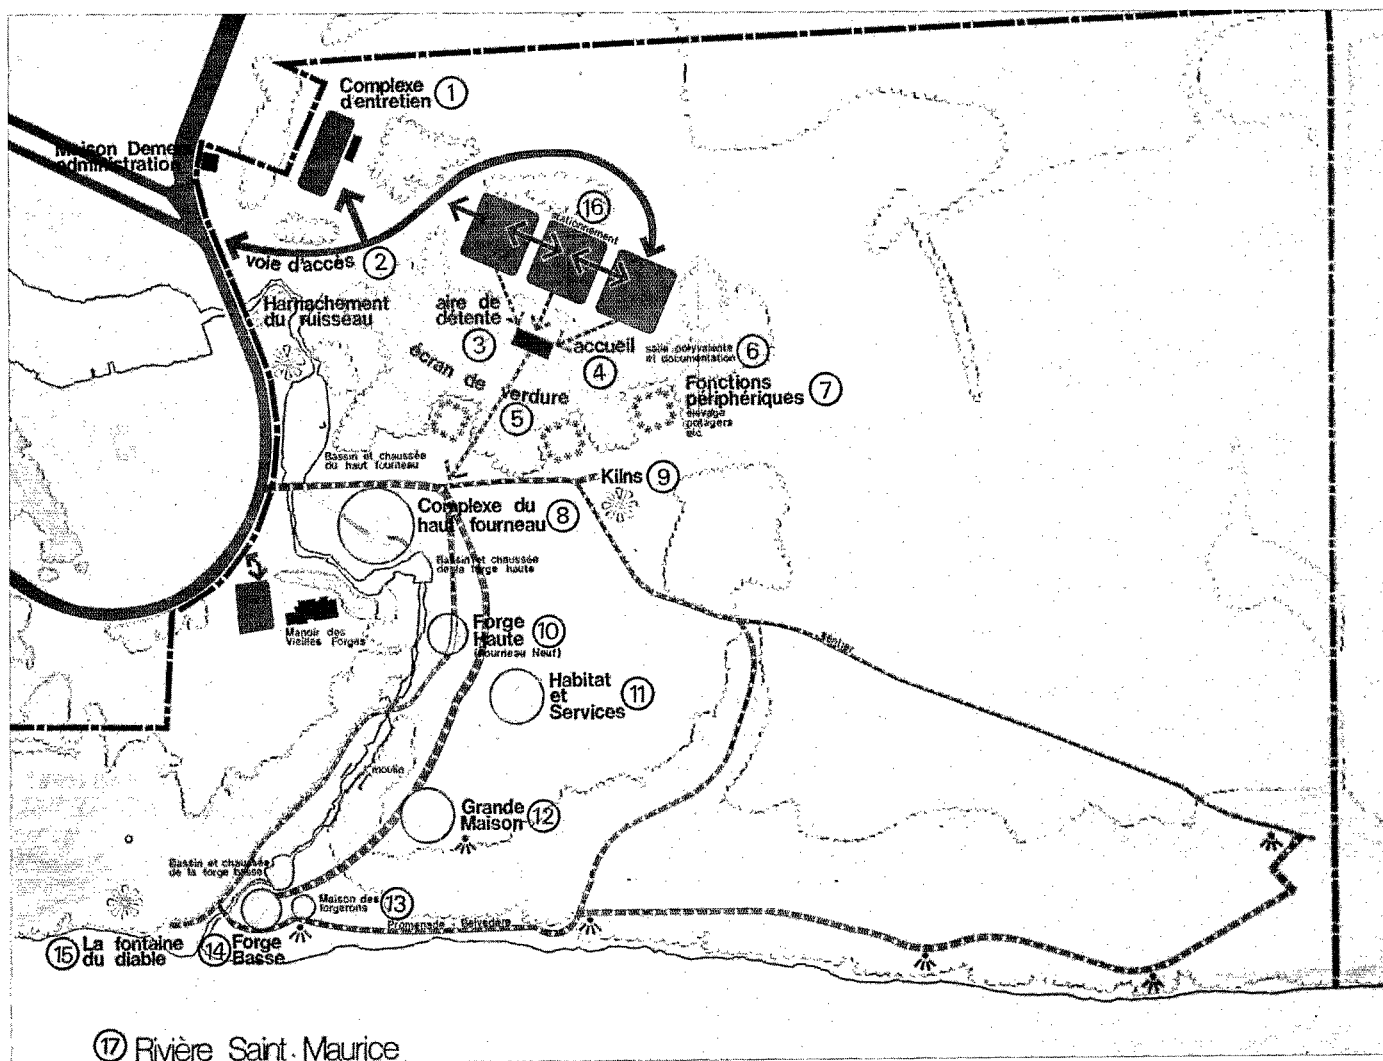 Complexe
d'entretien 1
Maison Demers
administration
16
stationnement
voie d'accès 2
Harnachement
du ruisseau
aire de
détente
3
accueil
4
salle polyvalente
et documentation 6
écran de verdure
5
Fonctions
périphériques 7
élevage
potagers
etc
Bassin et chaussée
du haut fourneau
Kilns 9
Complexe du
haut fourneau 8
Bassin et chaussée
de la forge haute
Manoir des
Vieilles Forges
Forge
Haute 10
(Fourneau Neuf)
sentier
Habitat
et
Services 11
moulin
Grande
Maison 12
Bassin et chaussée
de la forge basse
Maison des
forgerons 13
Promenade Belvédère
15 La fontaine
du diable
14 Forge
Basse
17 Rivière Saint. Maurice